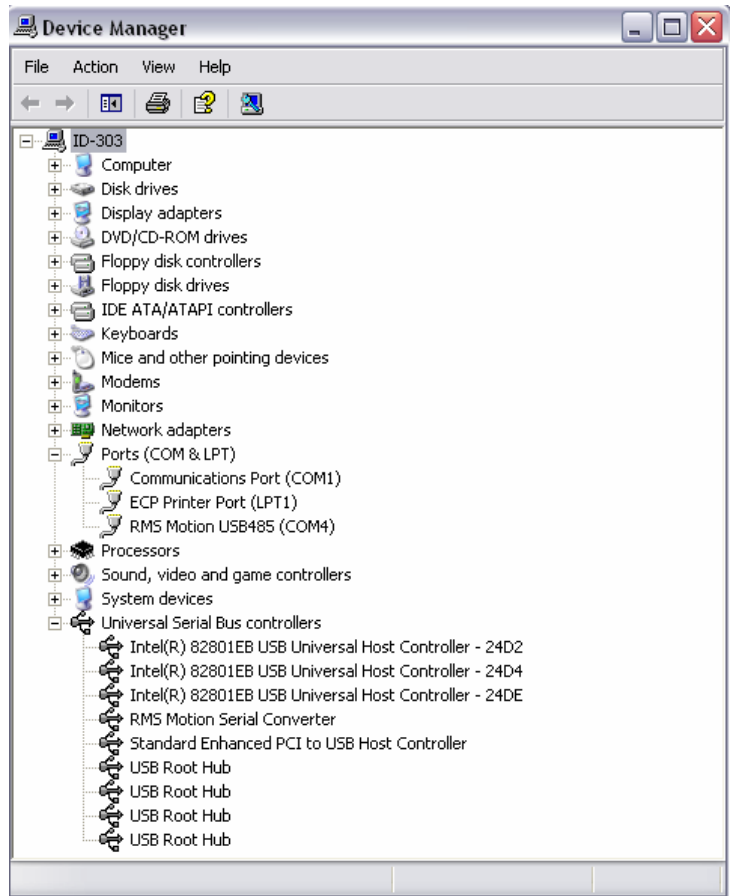 Device Manager
File Action View Help
ID-303
Computer
Disk drives
Display adapters
DVD/CD-ROM drives
Floppy disk controllers
Floppy disk drives
IDE ATA/ATAPI controllers
Keyboards
Mice and other pointing devices
Modems
Monitors
Network adapters
Ports (COM & LPT)
Communications Port (COM1)
ECP Printer Port (LPT1)
RMS Motion USB485 (COM4)
Processors
Sound, video and game controllers
System devices
Universal Serial Bus controllers
Intel(R) 82801EB USB Universal Host Controller - 24D2
Intel(R) 82801EB USB Universal Host Controller - 24D4
Intel(R) 82801EB USB Universal Host Controller - 24DE
RMS Motion Serial Converter
Standard Enhanced PCI to USB Host Controller
USB Root Hub
USB Root Hub
USB Root Hub
USB Root Hub